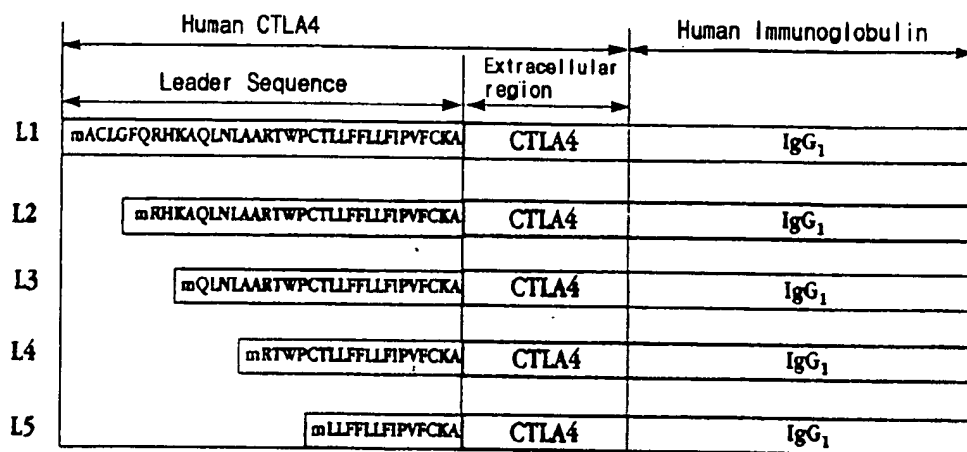 Human CTLA4 Human Immunoglobulin
Leader Sequence Extracellular region
L1 mACLGFQRHKAQLNLAARTWPCTLLFFLLFIPVFCKA CTLA4 IgG1
L2 mRHKAQLNLAARTWPCTLLFFLLFIPVFCKA CTLA4 IgG1
L3 mQLNLAARTWPCTLLFFLLFIPVFCKA CTLA4 IgG1
L4 mRTWPCTLLFFLLFIPVFCKA CTLA4 IgG1
L5 mLLFFLLFIPVFCKA CTLA4 IgG1